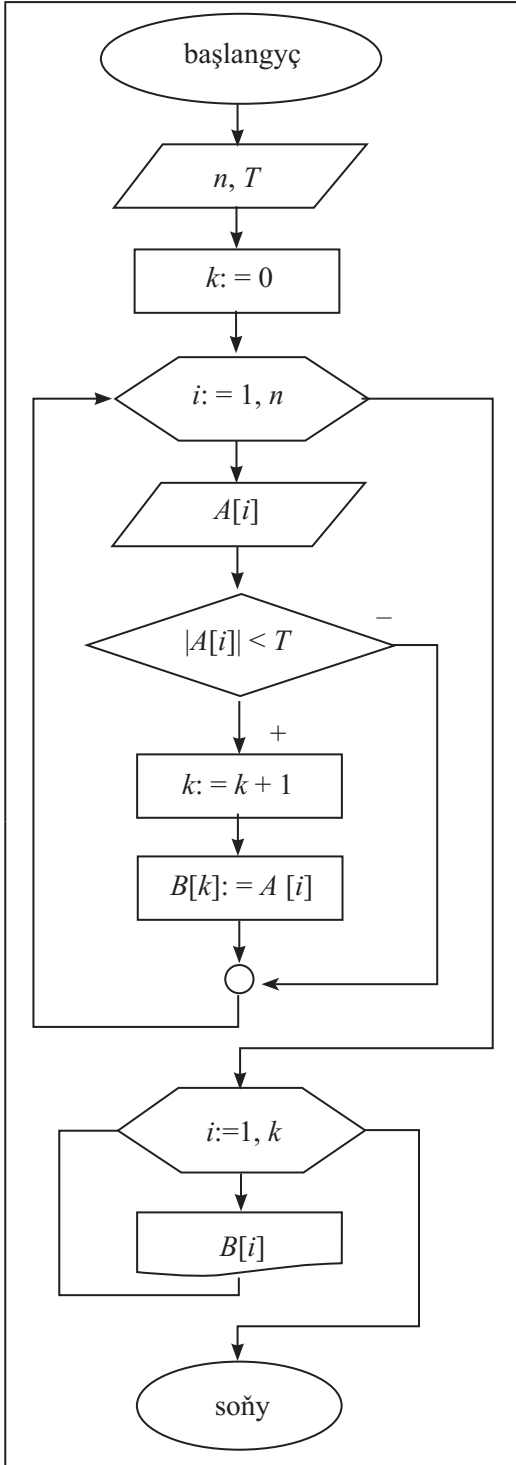 başlangyç
n, T
k: = 0
i: = 1, n
A[i]
|A[i]| < T
–
+
k: = k + 1
B[k]: = A [i]
i:=1, k
B[i]
soňy